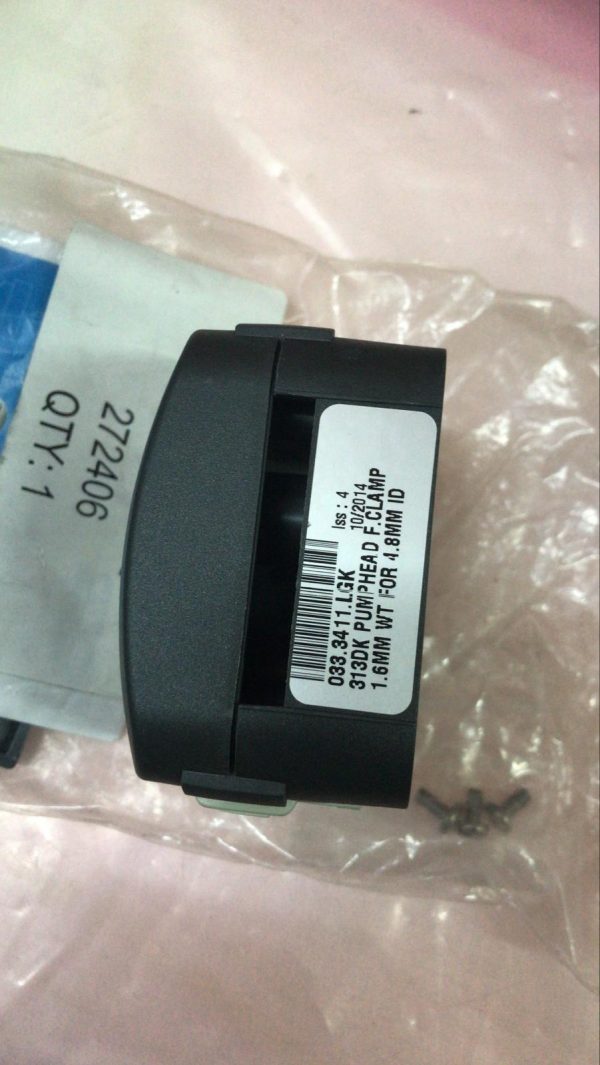 272406
QTY: 1
Iss : 4
10/2014
033.3411.LGK
313DK PUMPHEAD F.CLAMP
1.6MM WT FOR 4.8MM ID